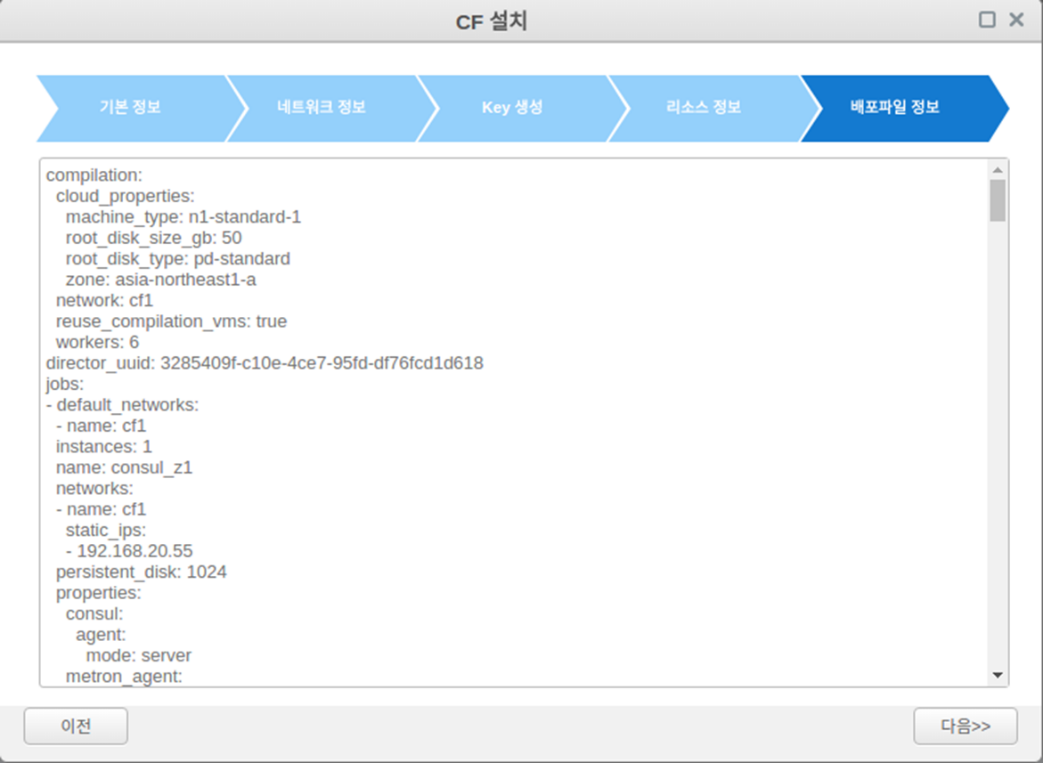 CF 설치
기본 정보
네트워크 정보
Key 생성
리소스 정보
배포파일 정보
compilation:
cloud_properties:
machine_type: n1-standard-1
root_disk_size_gb: 50
root_disk_type: pd-standard
zone: asia-northeast1-a
network: cf1
reuse_compilation_vms: true
workers: 6
director_uuid: 3285409f-c10e-4ce7-95fd-df76fcd1d618
jobs:
- default_networks:
- name: cf1
instances: 1
name: consul_z1
networks:
- name: cf1
static_ips:
- 192.168.20.55
persistent_disk: 1024
properties:
consul:
agent:
mode: server
metron_agent:
이전
다음>>